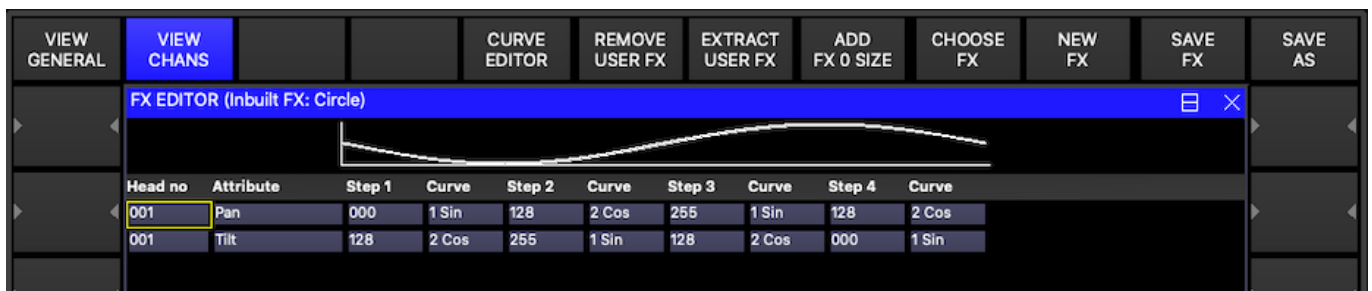 VIEW GENERAL
VIEW CHANS
CURVE EDITOR
REMOVE USER FX
EXTRACT USER FX
ADD FX 0 SIZE
CHOOSE FX
NEW FX
SAVE FX
SAVE AS
FX EDITOR (Inbuilt FX: Circle)
Head no Attribute Step 1 Curve Step 2 Curve Step 3 Curve Step 4 Curve
001 Pan 000 1 Sin 128 2 Cos 255 1 Sin 128 2 Cos
001 Tilt 128 2 Cos 255 1 Sin 128 2 Cos 000 1 Sin